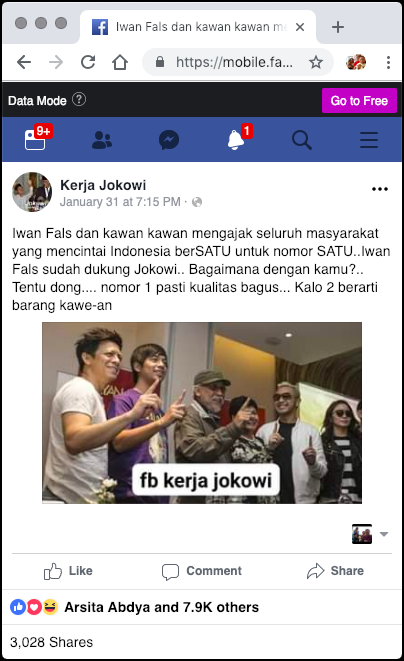 Iwan Fals dan kawan kawan me
https://mobile.fa...
Data Mode ?
Go to Free
9+
1
Kerja Jokowi
January 31 at 7:15 PM ·
Iwan Fals dan kawan kawan mengajak seluruh masyarakat
yang mencintai Indonesia berSATU untuk nomor SATU..Iwan
Fals sudah dukung Jokowi.. Bagaimana dengan kamu?..
Tentu dong.... nomor 1 pasti kualitas bagus... Kalo 2 berarti
barang kawe-an
fb kerja jokowi
Like
Comment
Share
Arsita Abdya and 7.9K others
3,028 Shares